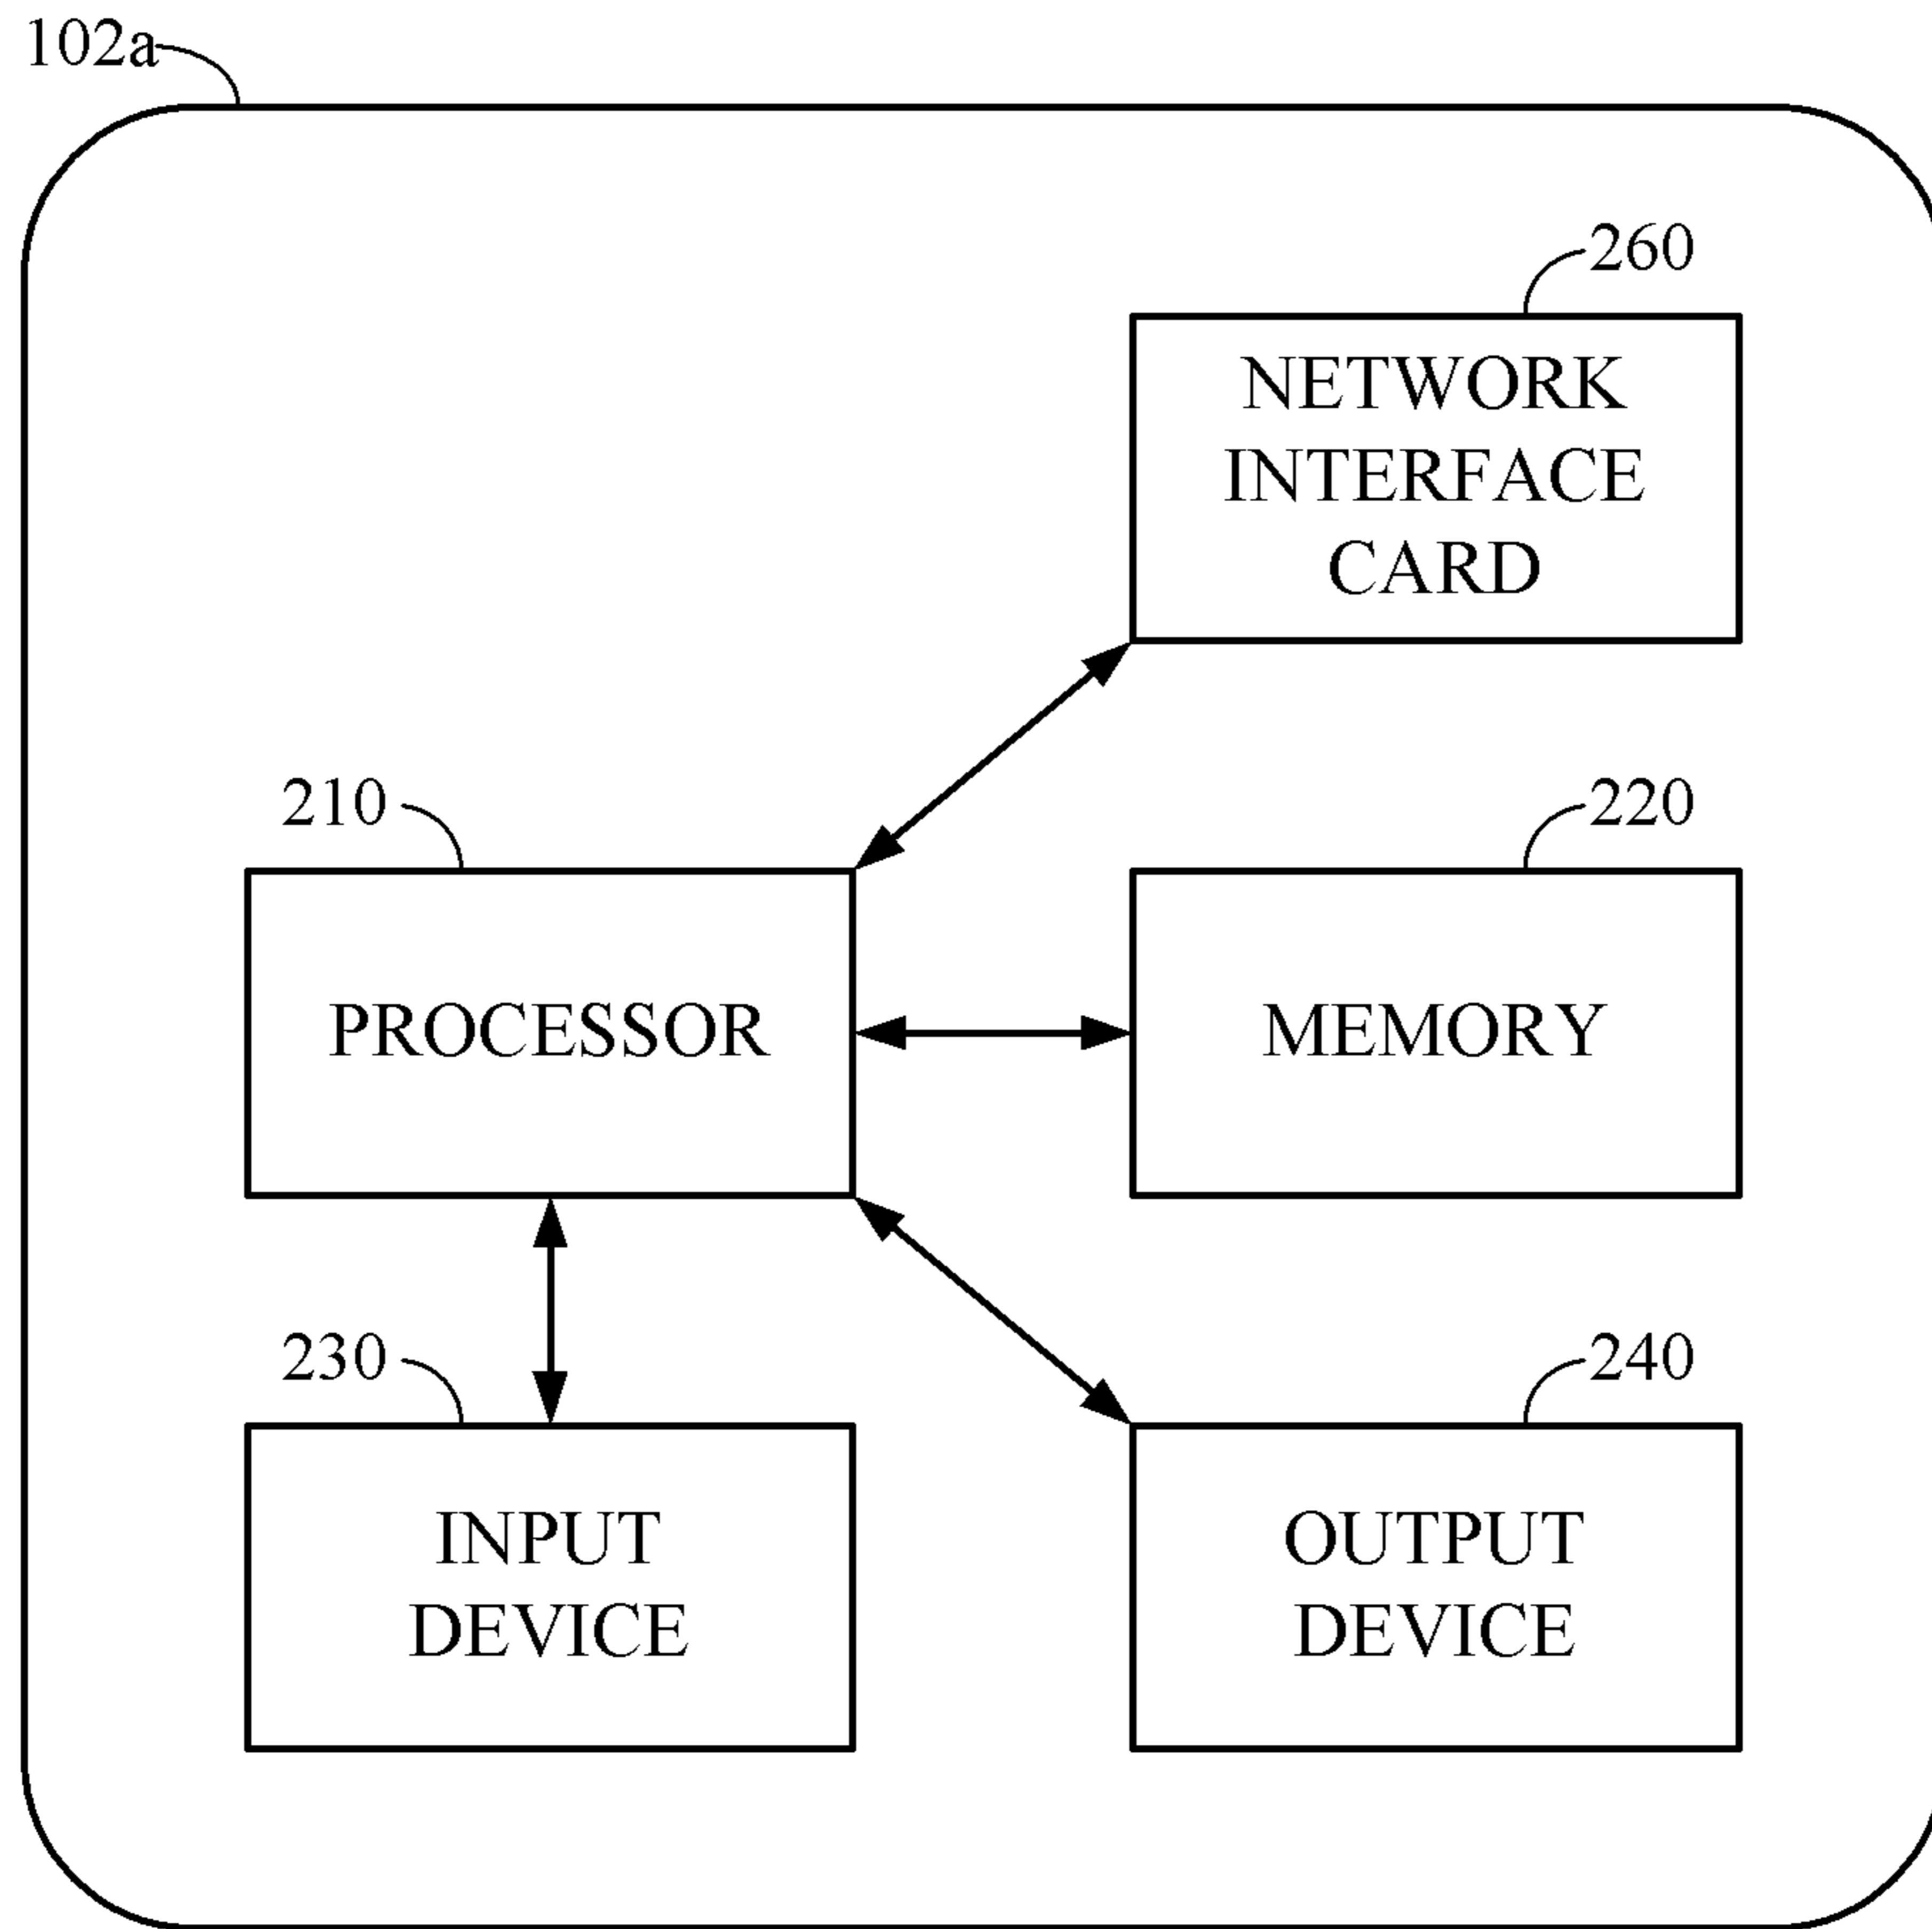 102a
260
NETWORK
INTERFACE
CARD
210
220
PROCESSOR
MEMORY
230
240
INPUT
DEVICE
OUTPUT
DEVICE